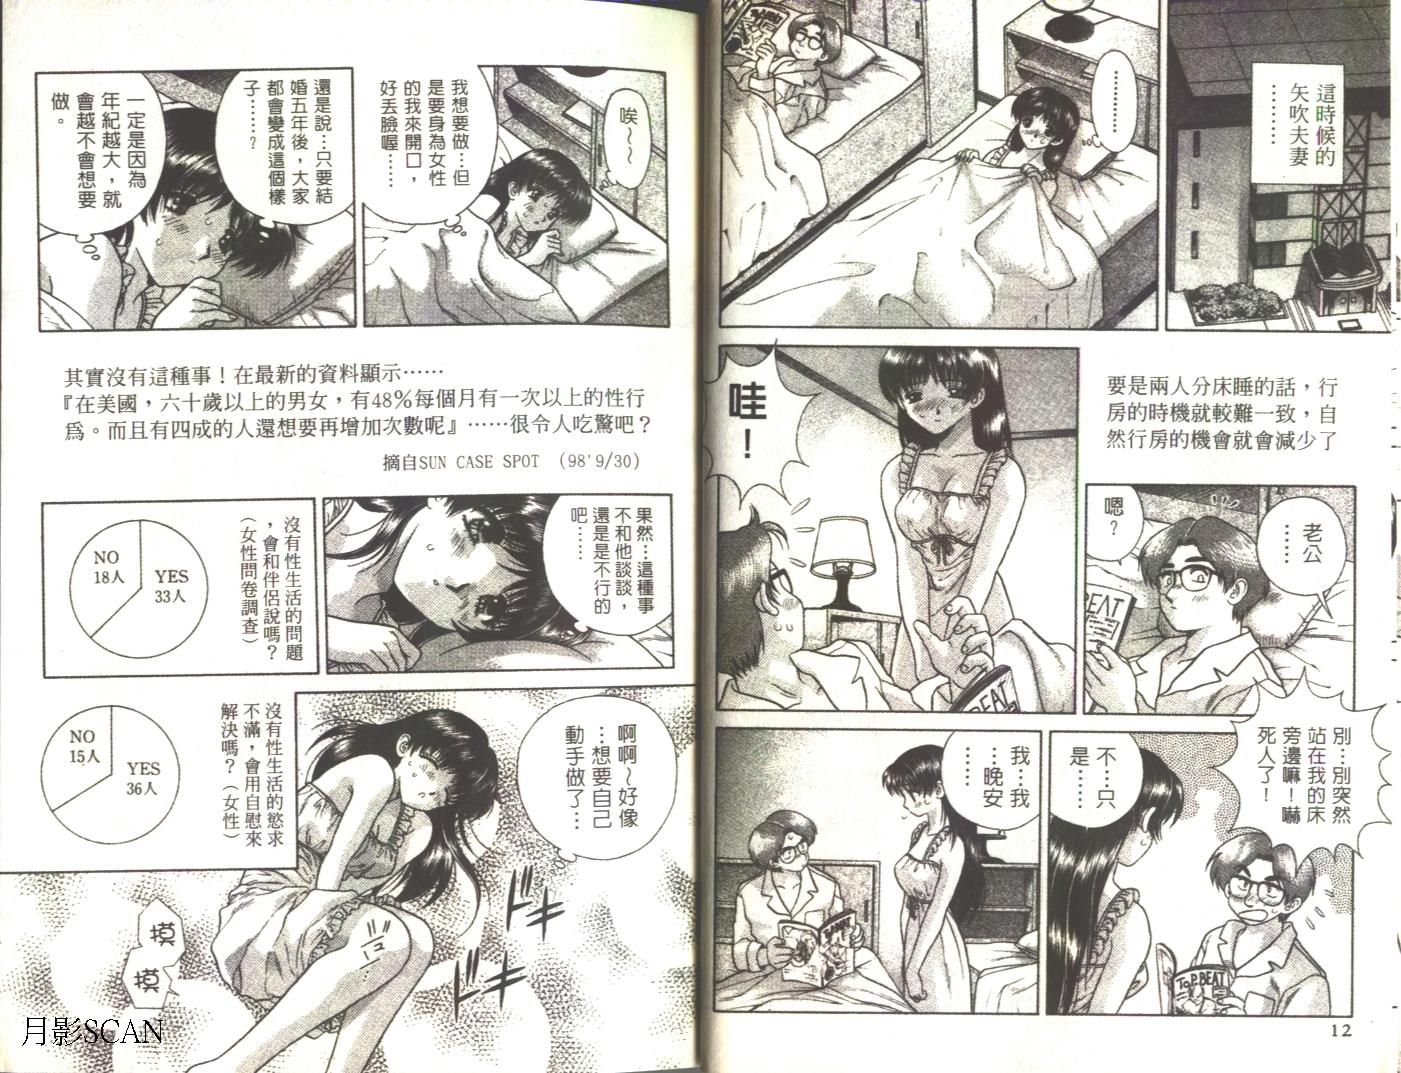 這時候的
矢吹夫妻
………
…………
要是兩人分床睡的話，行
房的時機就較難一致，自
然行房的機會就會減少了
老公
……
嗯？
BEAT
哇！
BEAT
別…別突然
站在我的床
旁邊嘛！嚇
死人了！
不…只
是……
TOP BEAT
我…我
…晚安
……
12
唉～～
我想要做…但
是要身為女性
的我來開口，
好丟臉喔……
還是說…只要結
婚五年後，大家
都會變成這個樣
子………?
一定是因為
年紀越大，就
會越不會想要
做。
其實沒有這種事！在最新的資料顯示……
『在美國，六十歲以上的男女，有48%每個月有一次以上的性行
為。而且有四成的人還想要再增加次數呢』……很令人吃驚吧？
摘自SUN CASE SPOT （98'9/30）
果然…這種事
不和他談談，
還是是不行的
吧……
沒有性生活的問題
，會和伴侶說嗎？
（女性問卷調查）
NO
18人
YES
33人
沒有性生活的慾求
不滿，會用自慰來
解決嗎？（女性）
NO
15人
YES
36人
啊啊～好像
…想要自己
動手做了…
ドキ
ドキ
摸
摸
月影SCAN